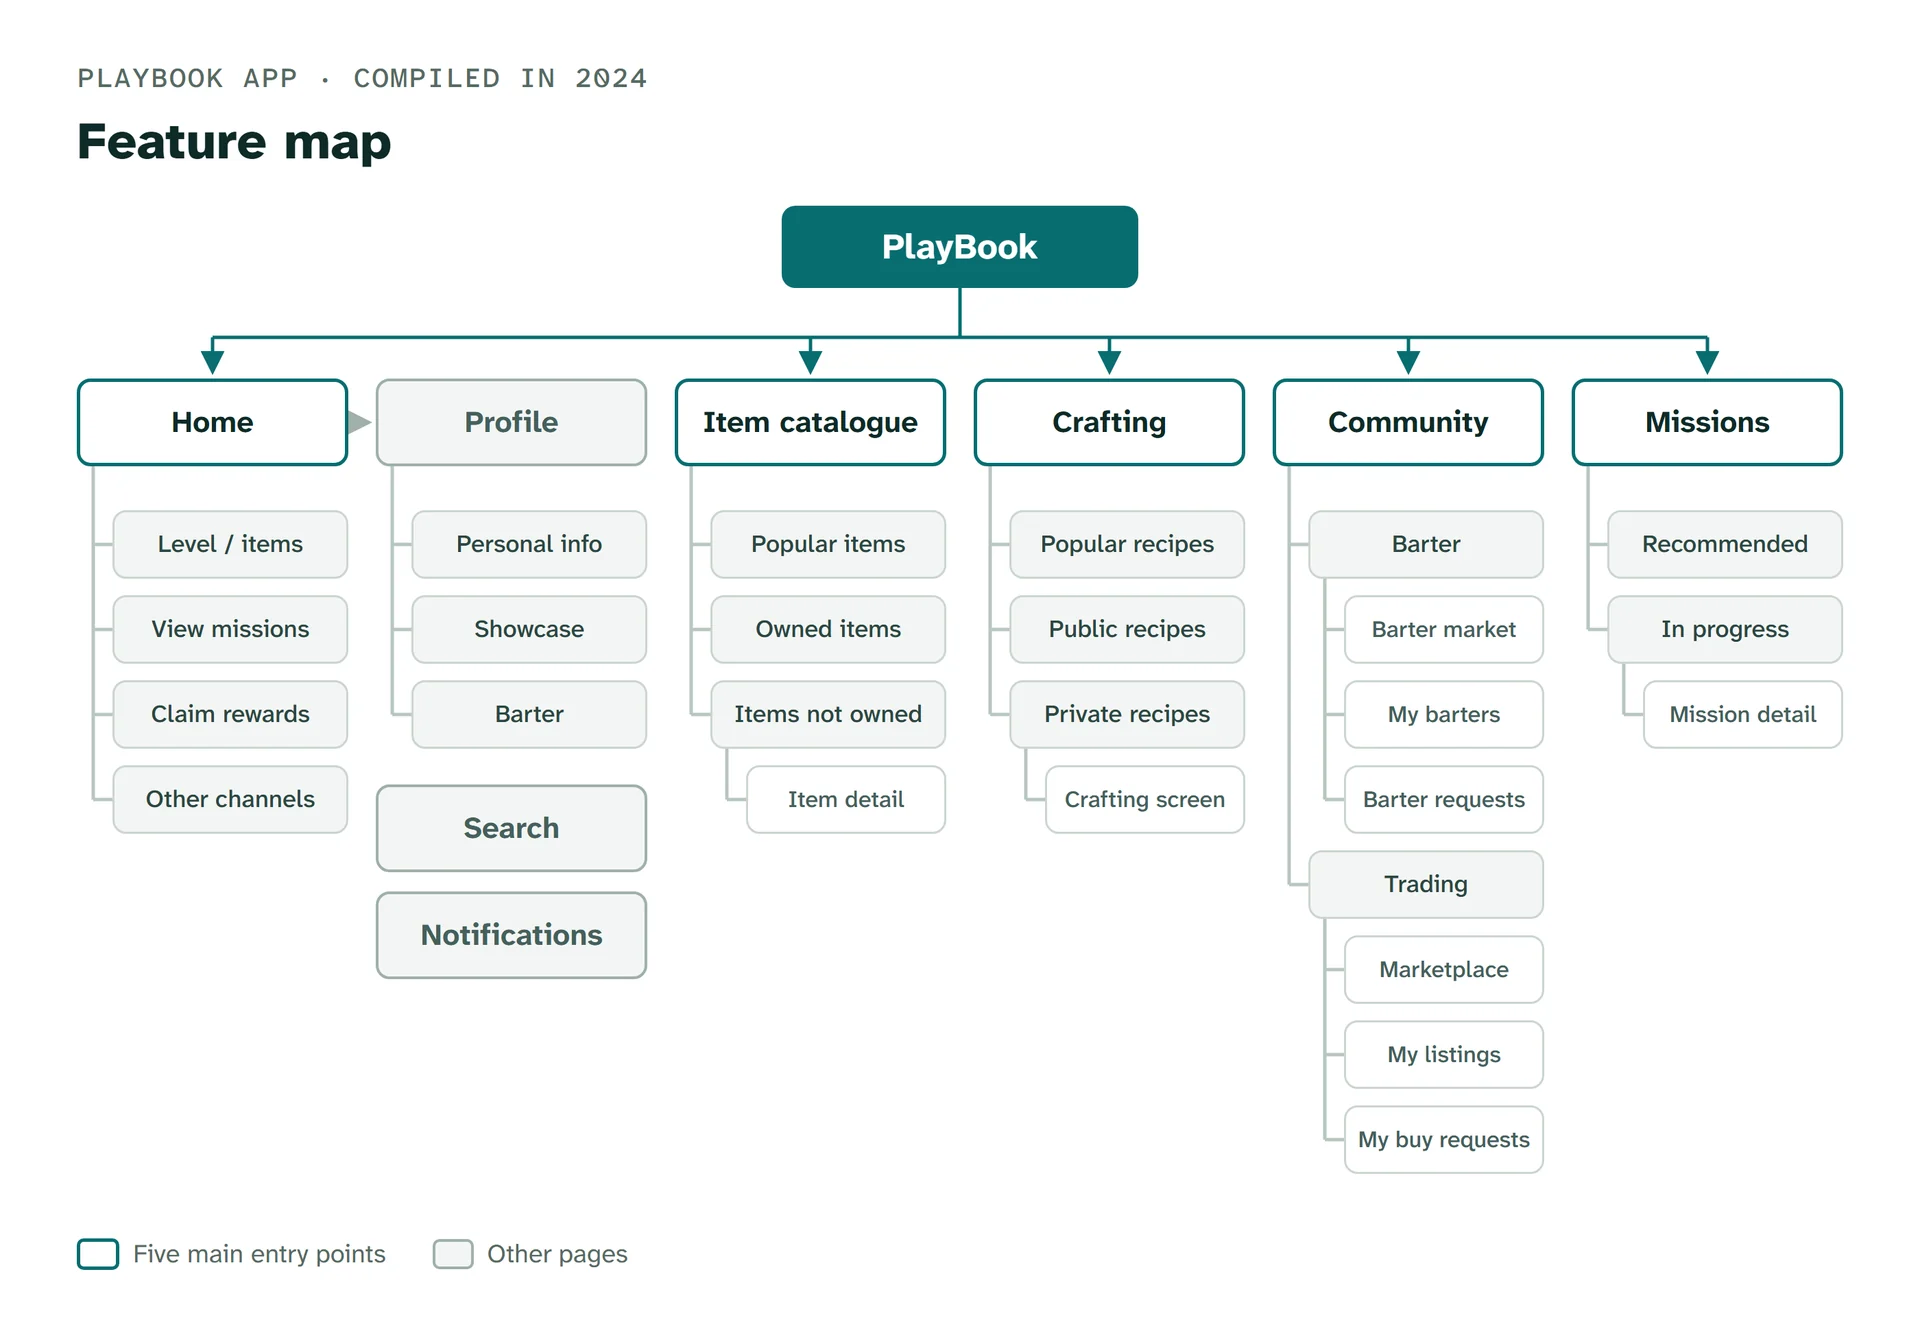 PLAYBOOK APP · COMPILED IN 2024
Feature map
PlayBook
Home
Profile
Item catalogue
Crafting
Community
Missions
Level / items
View missions
Claim rewards
Other channels
Personal info
Showcase
Barter
Search
Notifications
Popular items
Owned items
Items not owned
Item detail
Popular recipes
Public recipes
Private recipes
Crafting screen
Barter
Barter market
My barters
Barter requests
Trading
Marketplace
My listings
My buy requests
Recommended
In progress
Mission detail
Five main entry points
Other pages